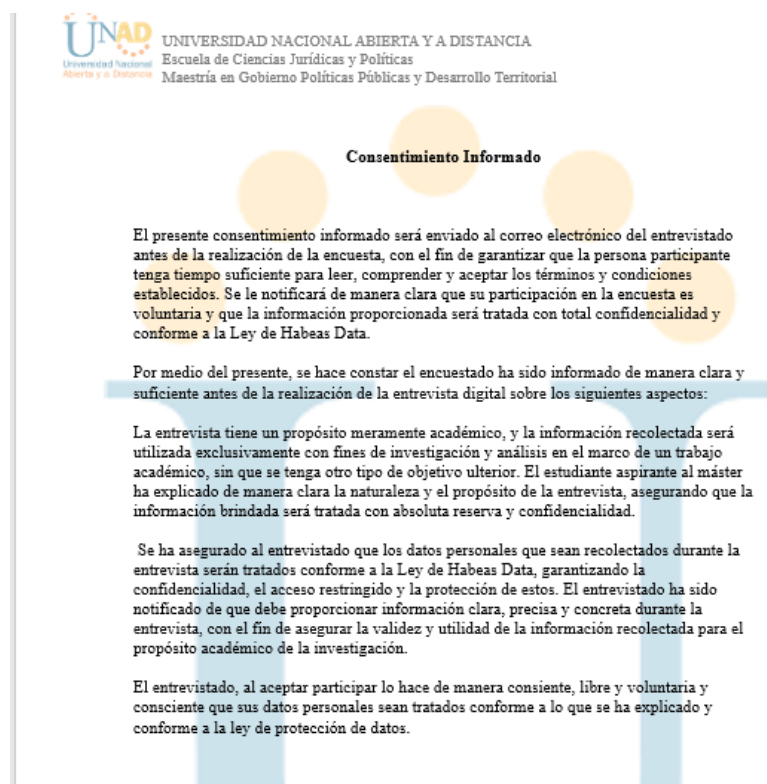 UNAD
Universidad Nacional
Abierta y a Distancia
UNIVERSIDAD NACIONAL ABIERTA Y A DISTANCIA
Escuela de Ciencias Jurídicas y Políticas
Maestría en Gobierno Políticas Públicas y Desarrollo Territorial
Consentimiento Informado
El presente consentimiento informado será enviado al correo electrónico del entrevistado
antes de la realización de la encuesta, con el fin de garantizar que la persona participante
tenga tiempo suficiente para leer, comprender y aceptar los términos y condiciones
establecidos. Se le notificará de manera clara que su participación en la encuesta es
voluntaria y que la información proporcionada será tratada con total confidencialidad y
conforme a la Ley de Habeas Data.
Por medio del presente, se hace constar el encuestado ha sido informado de manera clara y
suficiente antes de la realización de la entrevista digital sobre los siguientes aspectos:
La entrevista tiene un propósito meramente académico, y la información recolectada será
utilizada exclusivamente con fines de investigación y análisis en el marco de un trabajo
académico, sin que se tenga otro tipo de objetivo ulterior. El estudiante aspirante al máster
ha explicado de manera clara la naturaleza y el propósito de la entrevista, asegurando que la
información brindada será tratada con absoluta reserva y confidencialidad.
Se ha asegurado al entrevistado que los datos personales que sean recolectados durante la
entrevista serán tratados conforme a la Ley de Habeas Data, garantizando la
confidencialidad, el acceso restringido y la protección de estos. El entrevistado ha sido
notificado de que debe proporcionar información clara, precisa y concreta durante la
entrevista, con el fin de asegurar la validez y utilidad de la información recolectada para el
propósito académico de la investigación.
El entrevistado, al aceptar participar lo hace de manera consiente, libre y voluntaria y
consciente que sus datos personales sean tratados conforme a lo que se ha explicado y
conforme a la ley de protección de datos.